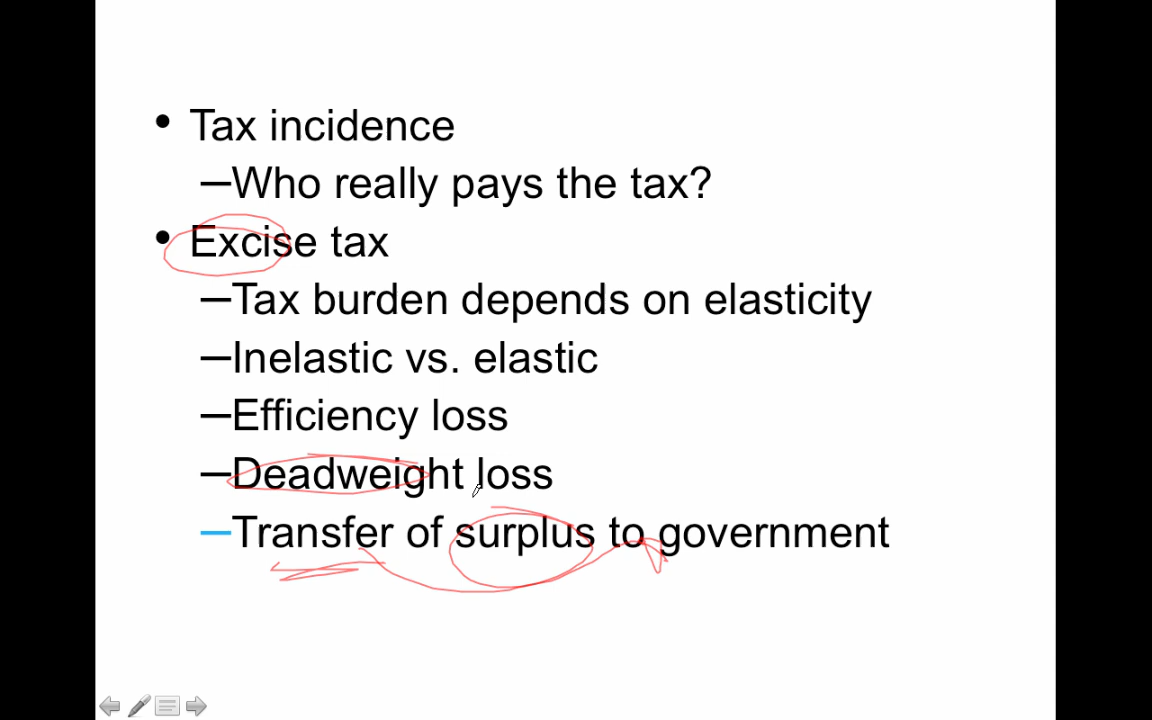 • Tax incidence
–Who really pays the tax?
• Excise tax
–Tax burden depends on elasticity
–Inelastic vs. elastic
–Efficiency loss
–Deadweight loss
–Transfer of surplus to government